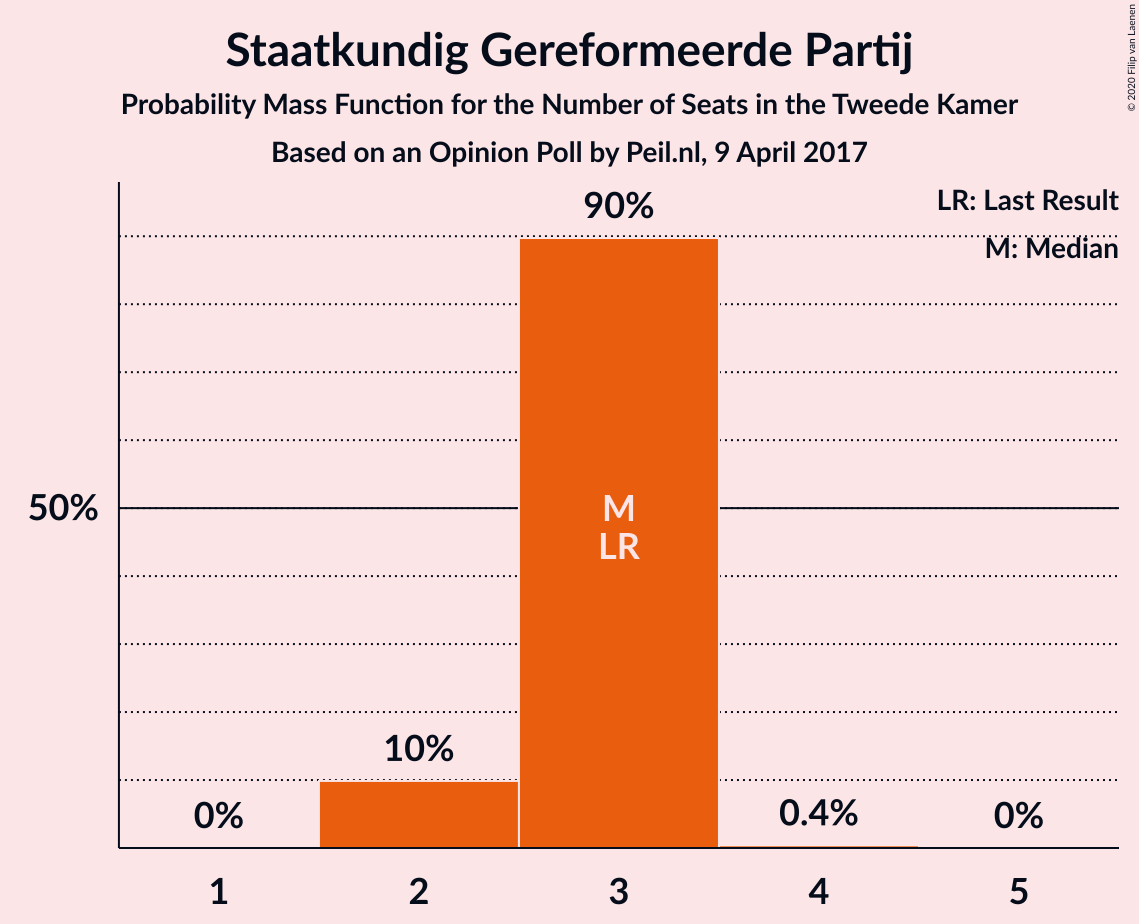 Staatkundig Gereformeerde Partij
Probability Mass Function for the Number of Seats in the Tweede Kamer
Based on an Opinion Poll by Peil.nl, 9 April 2017
© 2020 Filip van Laenen
LR: Last Result
M: Median
90%
50%
M
LR
10%
0%
0.4%
0%
1
2
3
4
5